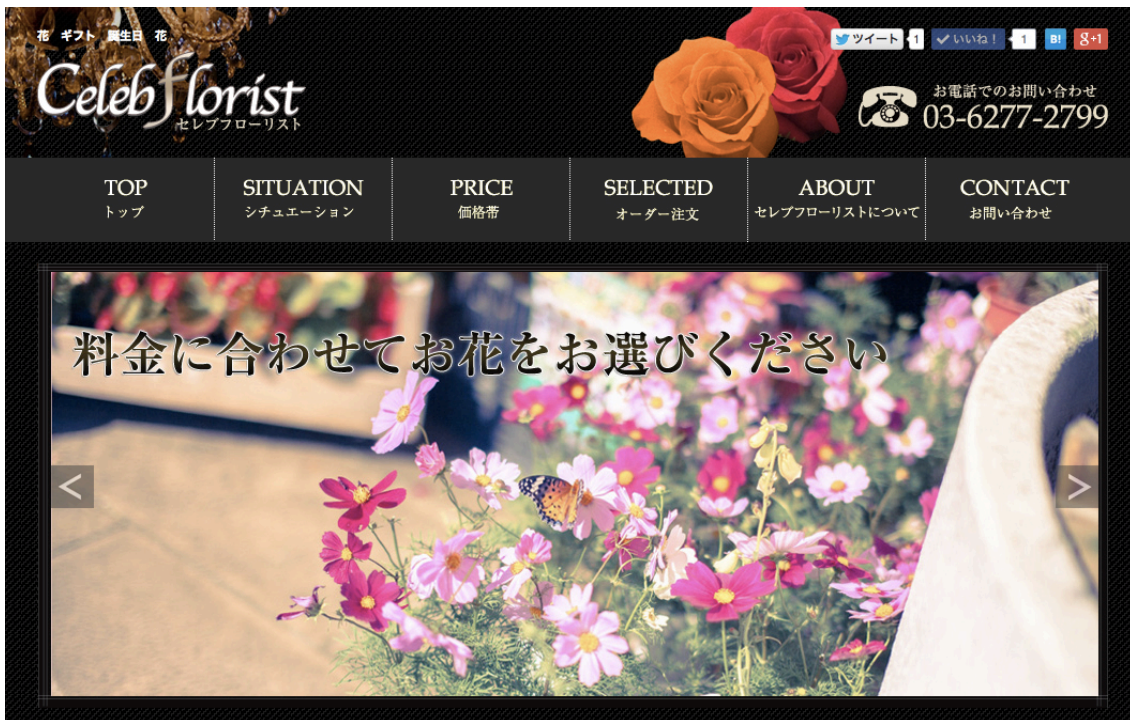 花 ギフト 誕生日 花
Celebflorist
セレブフローリスト
ツイート 1
いいね！ 1
B!
g+1
お電話でのお問い合わせ
03-6277-2799
TOP
トップ
SITUATION
シチュエーション
PRICE
価格帯
SELECTED
オーダー注文
ABOUT
セレブフローリストについて
CONTACT
お問い合わせ
料金に合わせてお花をお選びください
<
>